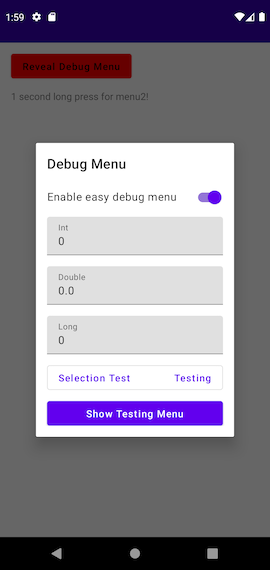 1:59
Reveal Debug Menu
1 second long press for menu2!
Debug Menu
Enable easy debug menu
Int
0
Double
0.0
Long
0
Selection Test Testing
Show Testing Menu